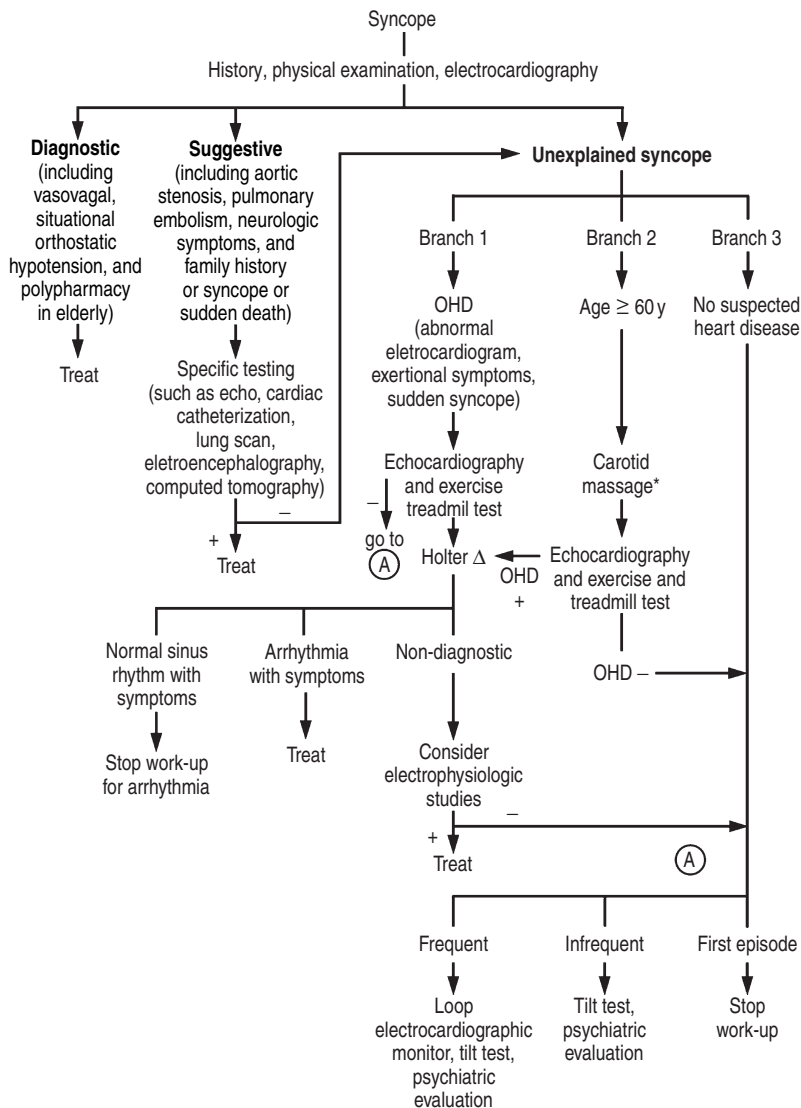 Syncope
History, physical examination, electrocardiography
Diagnostic
(including
vasovagal,
situational
orthostatic
hypotension, and
polypharmacy
in elderly)
Treat
Suggestive
(including aortic
stenosis, pulmonary
embolism, neurologic
symptoms, and
family history
or syncope or
sudden death)
Specific testing
(such as echo, cardiac
catheterization,
lung scan,
eletroencephalography,
computed tomography)
−
+
Treat
Unexplained syncope
Branch 1
OHD
(abnormal
eletrocardiogram,
exertional symptoms,
sudden syncope)
Echocardiography
and exercise
treadmill test
−
go to
A
Holter Δ
Branch 2
Age ≥ 60 y
Carotid
massage*
Echocardiography
and exercise and
treadmill test
OHD
+
OHD −
Branch 3
No suspected
heart disease
Normal sinus
rhythm with
symptoms
Stop work-up
for arrhythmia
Arrhythmia
with symptoms
Treat
Non-diagnostic
Consider
electrophysiologic
studies
−
+
Treat
A
Frequent
Loop
electrocardiographic
monitor, tilt test,
psychiatric
evaluation
Infrequent
Tilt test,
psychiatric
evaluation
First episode
Stop
work-up